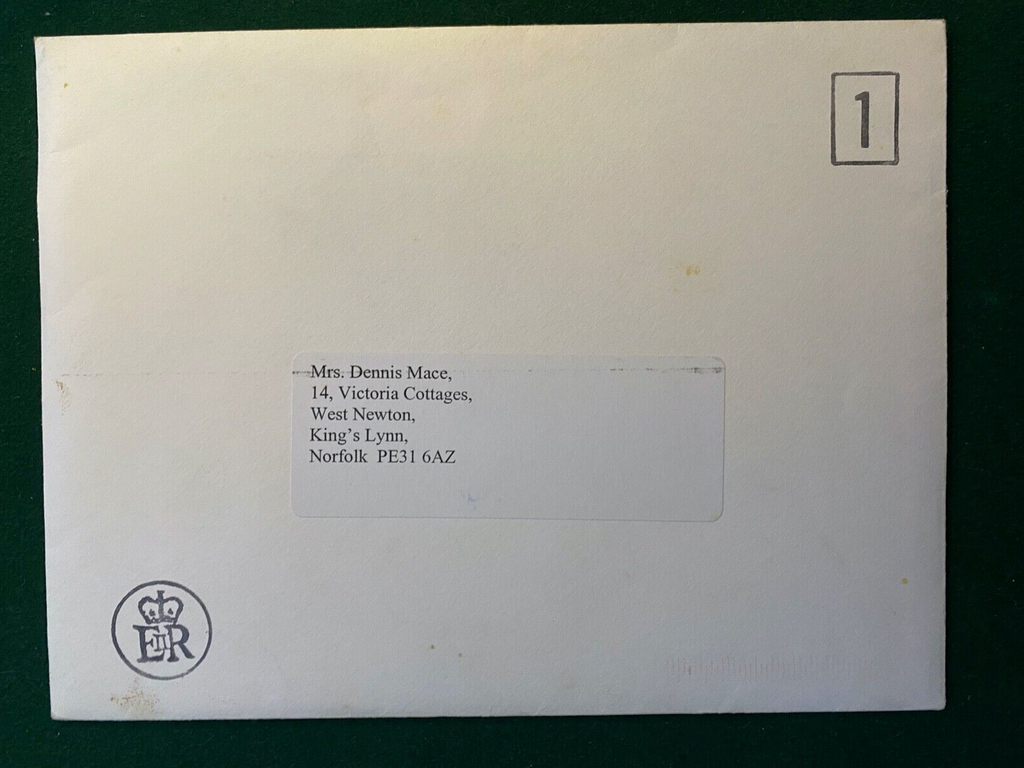 1
Mrs. Dennis Mace,
14, Victoria Cottages,
West Newton,
King's Lynn,
Norfolk PE31 6AZ
EIIR